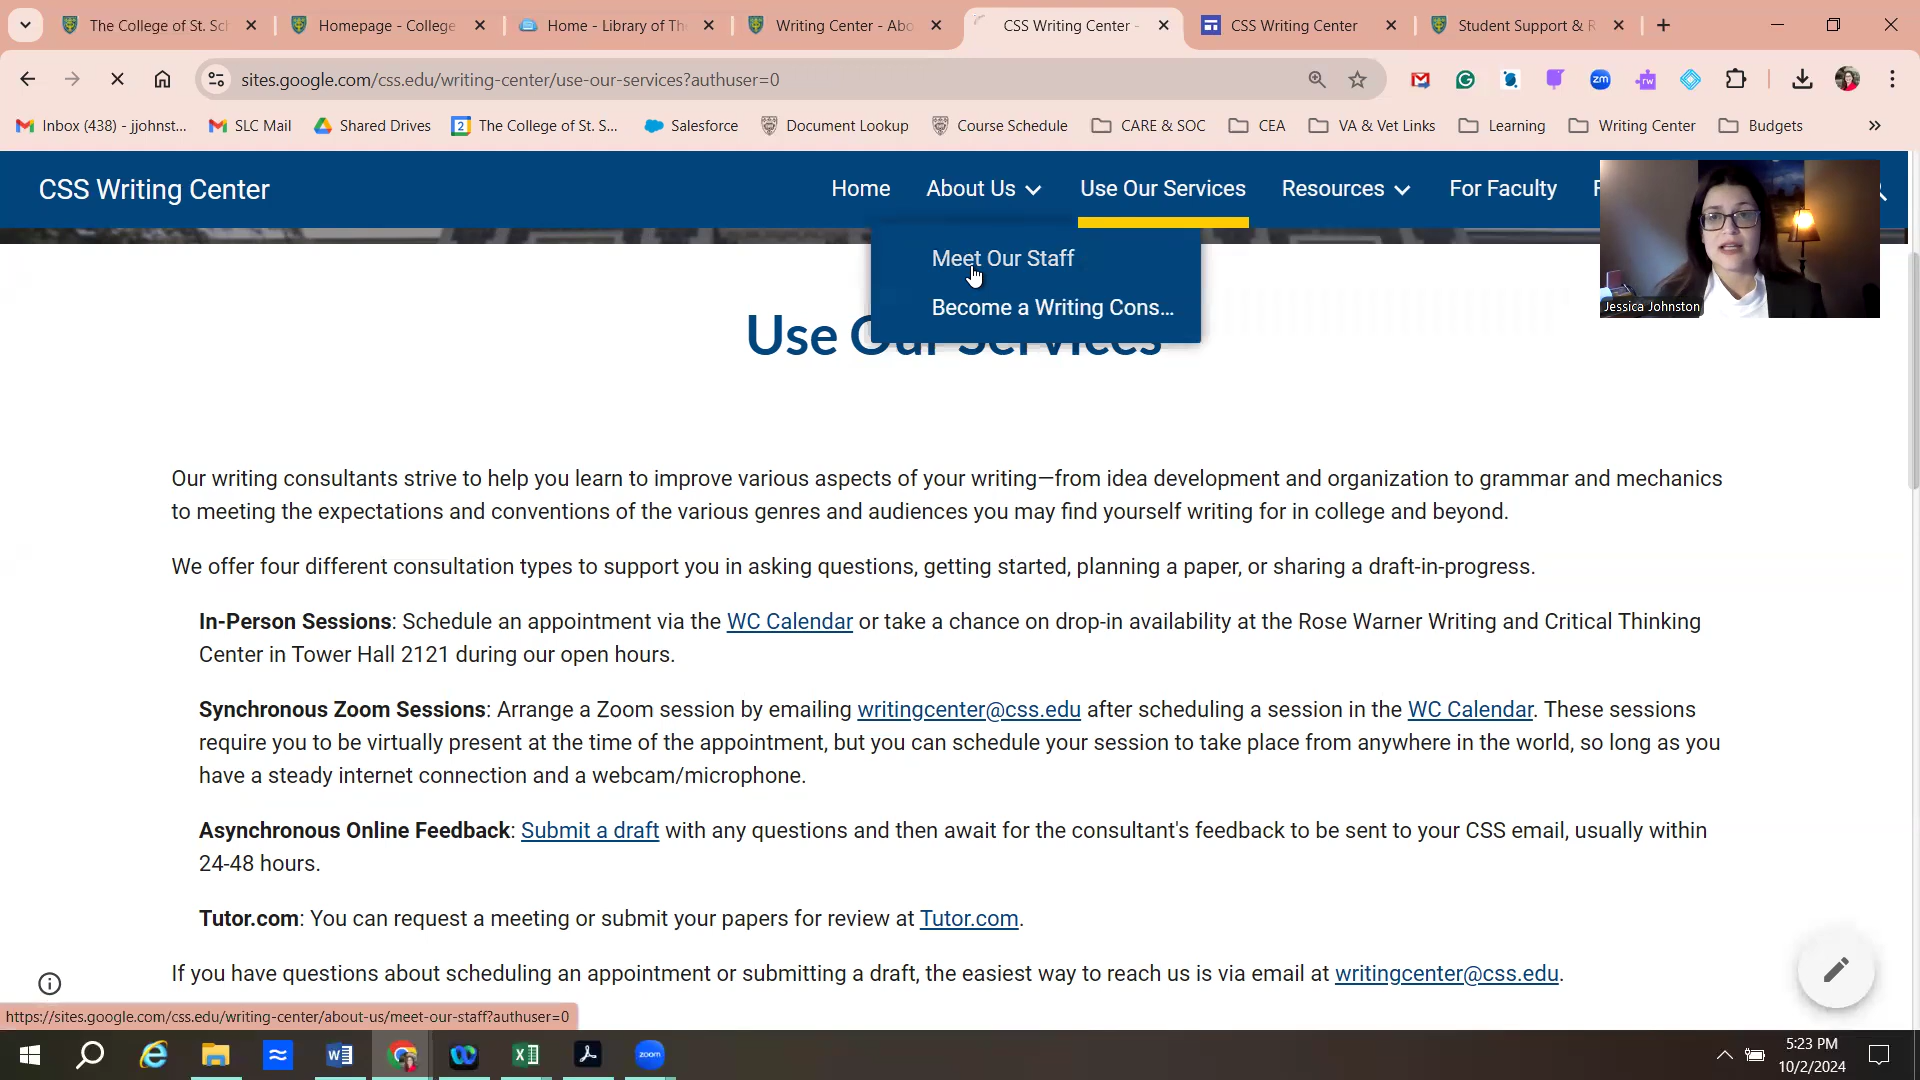 The College of St. Sch
Homepage - College
Home - Library of Th
Writing Center - Abo
CSS Writing Center -
CSS Writing Center
Student Support & R
sites.google.com/css.edu/writing-center/use-our-services?authuser=0
Inbox (438) - jjohnst...
SLC Mail
Shared Drives
The College of St. S...
Salesforce
Document Lookup
Course Schedule
CARE & SOC
CEA
VA & Vet Links
Learning
Writing Center
Budgets
CSS Writing Center
Home
About Us
Use Our Services
Resources
For Faculty
Meet Our Staff
Become a Writing Cons...
Jessica Johnston
Use Our Services
Our writing consultants strive to help you learn to improve various aspects of your writing—from idea development and organization to grammar and mechanics
to meeting the expectations and conventions of the various genres and audiences you may find yourself writing for in college and beyond.
We offer four different consultation types to support you in asking questions, getting started, planning a paper, or sharing a draft-in-progress.
In-Person Sessions: Schedule an appointment via the WC Calendar or take a chance on drop-in availability at the Rose Warner Writing and Critical Thinking
Center in Tower Hall 2121 during our open hours.
Synchronous Zoom Sessions: Arrange a Zoom session by emailing writingcenter@css.edu after scheduling a session in the WC Calendar. These sessions
require you to be virtually present at the time of the appointment, but you can schedule your session to take place from anywhere in the world, so long as you
have a steady internet connection and a webcam/microphone.
Asynchronous Online Feedback: Submit a draft with any questions and then await for the consultant's feedback to be sent to your CSS email, usually within
24-48 hours.
Tutor.com: You can request a meeting or submit your papers for review at Tutor.com.
If you have questions about scheduling an appointment or submitting a draft, the easiest way to reach us is via email at writingcenter@css.edu.
https://sites.google.com/css.edu/writing-center/about-us/meet-our-staff?authuser=0
zoom
5:23 PM
10/2/2024